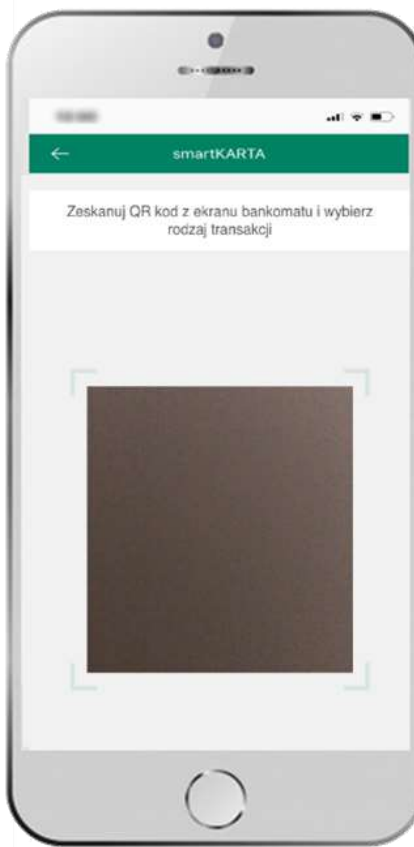 smartKARTA
Zeskanuj QR kod z ekranu bankomatu i wybierz
rodzaj transakcji